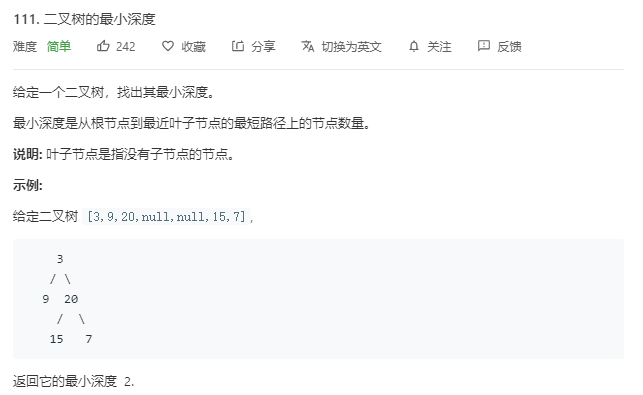 111. 二叉树的最小深度
难度 简单 242 收藏 分享 切换为英文 关注 反馈
给定一个二叉树，找出其最小深度。
最小深度是从根节点到最近叶子节点的最短路径上的节点数量。
说明: 叶子节点是指没有子节点的节点。
示例:
给定二叉树 [3,9,20,null,null,15,7],
3
/ \
9 20
/ \
15 7
返回它的最小深度 2.